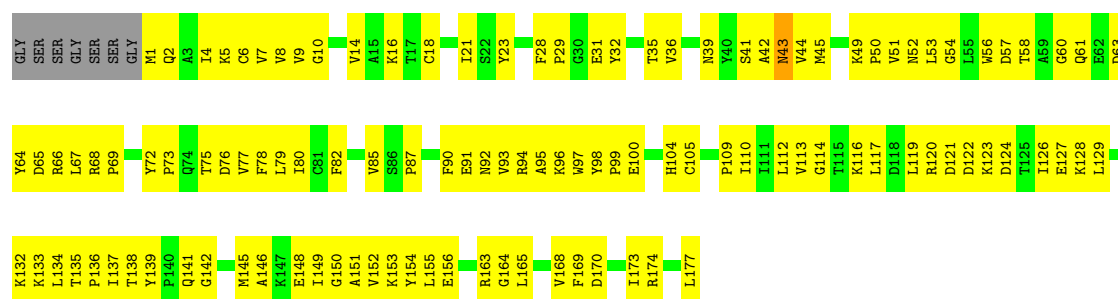 GLY SER SER GLY SER SER GLY M1 Q2 A3 I4 K5 C6 V7 V8 V9 G10 V14 A15 K16 T17 C18 I21 S22 Y23 F28 P29 G30 E31 Y32 T35 V36 N39 Y40 S41 A42 N43 V44 M45 K49 P50 V51 N52 L53 G54 L55 W56 D57 T58 A59 G60 Q61 E62 D63
Y64 D65 R66 L67 R68 P69 Y72 P73 Q74 T75 D76 V77 F78 L79 I80 C81 F82 V85 S86 P87 F90 E91 N92 V93 R94 A95 K96 W97 Y98 P99 E100 H104 C105 P109 I110 I111 L112 V113 G114 T115 K116 L117 D118 L119 R120 D121 D122 K123 D124 T125 I126 E127 K128 L129
K132 K133 L134 T135 P136 I137 T138 Y139 P140 Q141 G142 M145 A146 K147 E148 I149 G150 A151 V152 K153 Y154 L155 E156 R163 G164 L165 V168 F169 D170 I173 R174 L177